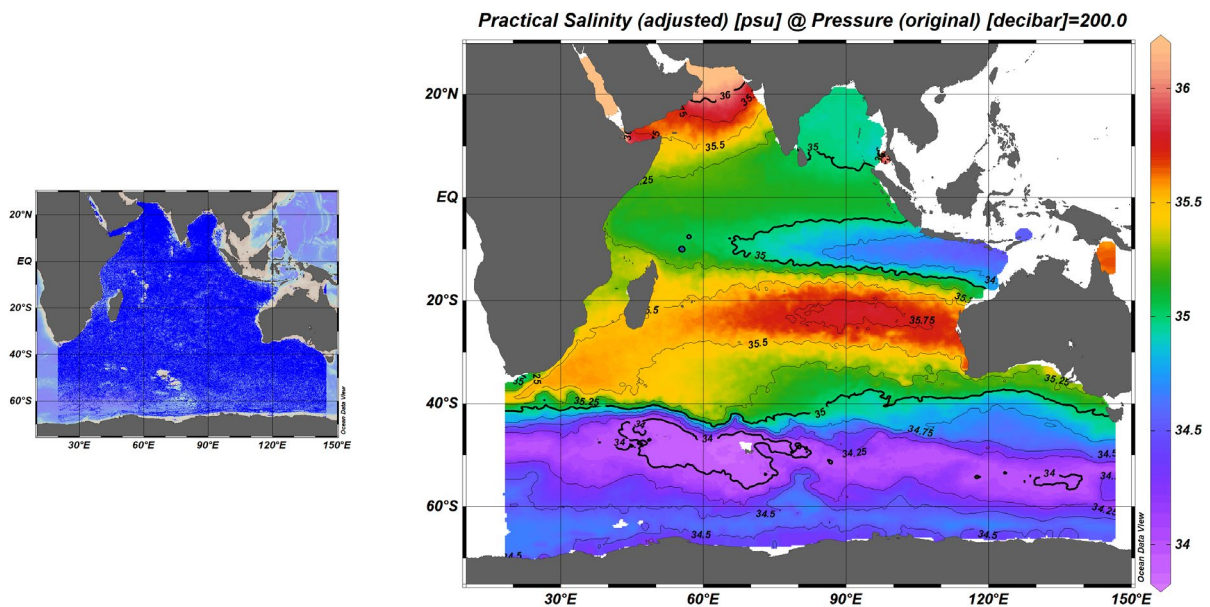 Practical Salinity (adjusted) [psu] @ Pressure (original) [decibar]=200.0
20°N
EQ
20°S
40°S
60°S
30°E
60°E
90°E
120°E
150°E
Ocean Data View
20°N
EQ
20°S
40°S
60°S
30°E
60°E
90°E
120°E
150°E
Ocean Data View
36
35.5
35
35.5
35
34
35.75
35.5
35.25
35
35.25
35
34.75
34.5
34
34
34.25
34
34.25
34.5
34.5
36
35.5
35
34.5
34